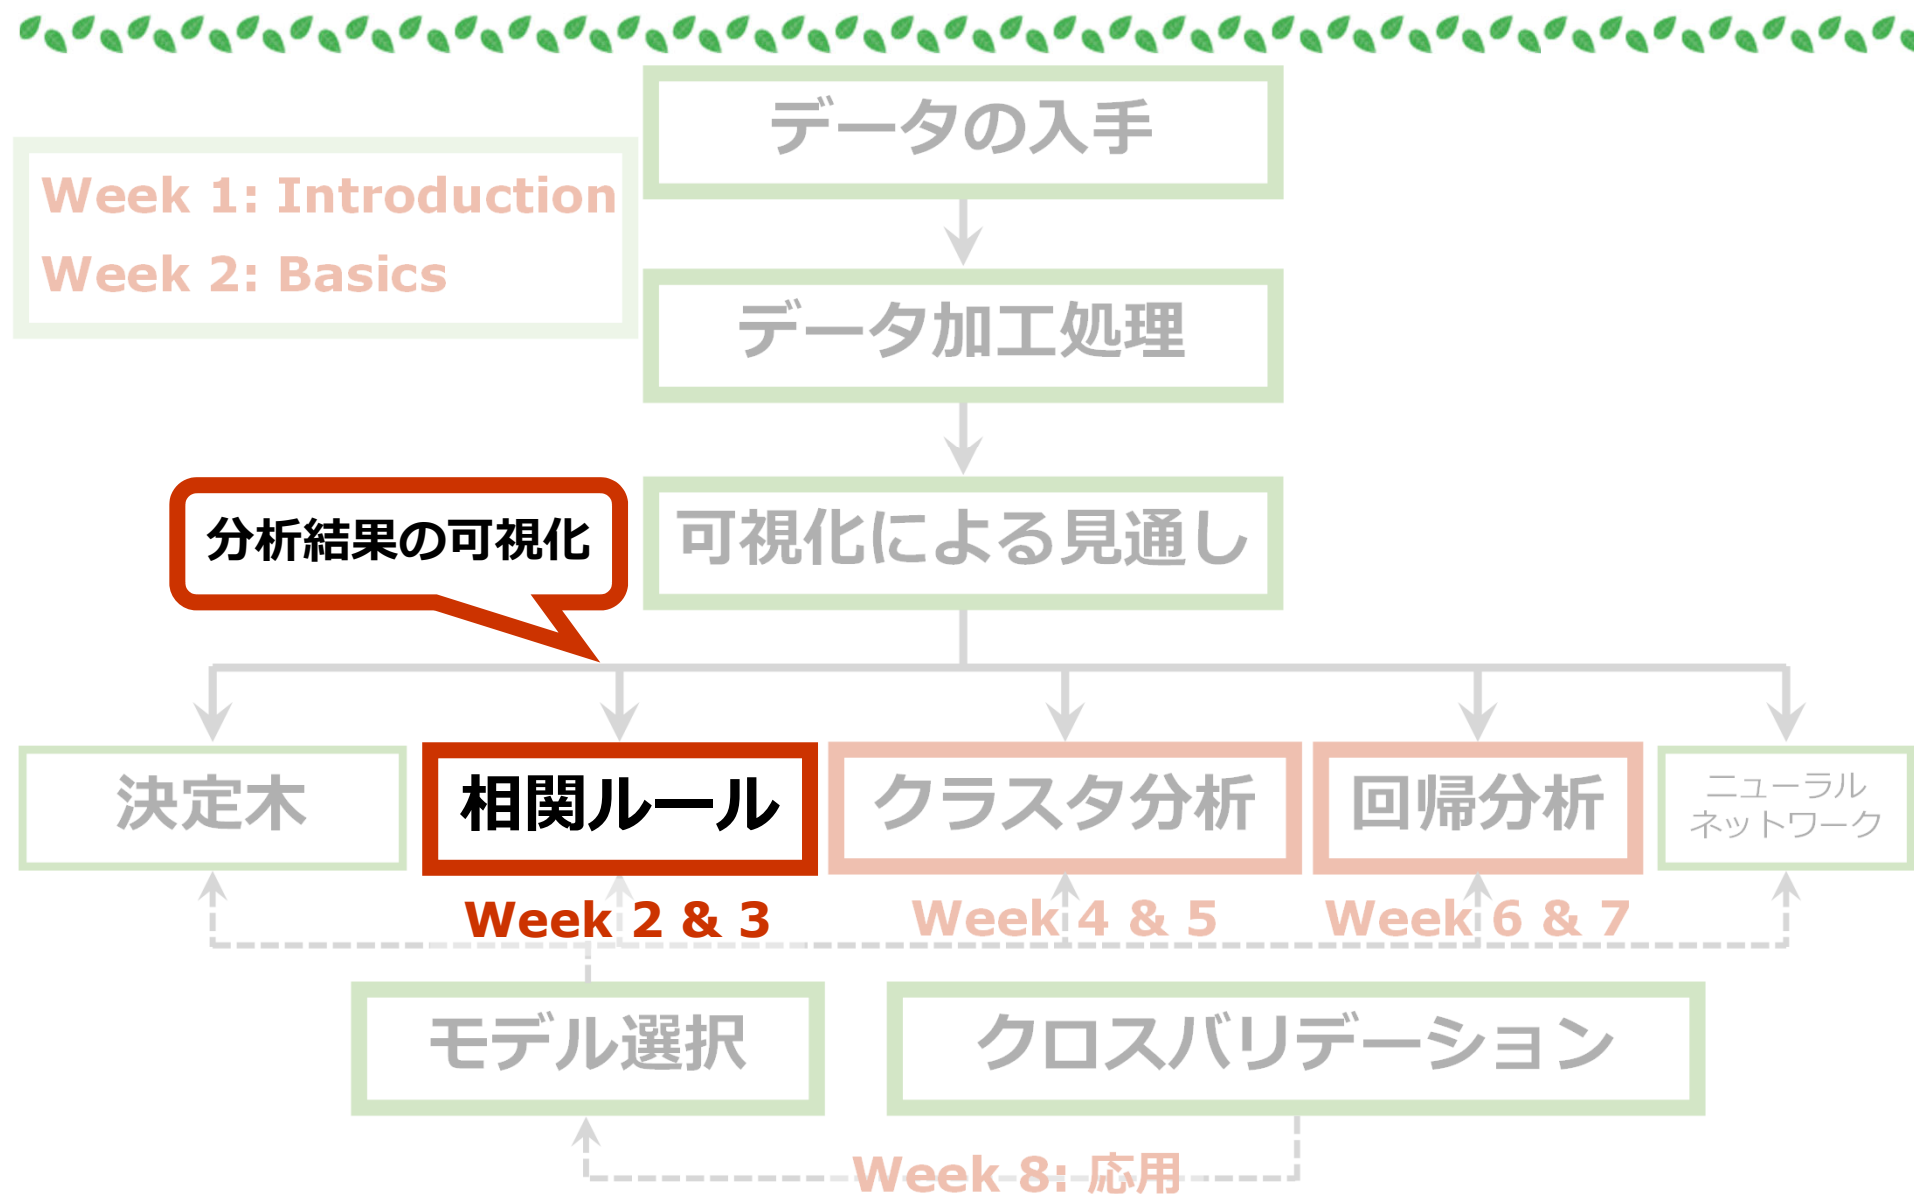 データの入手
Week 1: Introduction
Week 2: Basics
データ加工処理
分析結果の可視化
可視化による見通し
決定木
相関ルール
クラスタ分析
回帰分析
ニューラル
ネットワーク
Week 2 & 3
Week 4 & 5
Week 6 & 7
モデル選択
クロスバリデーション
Week 8: 応用